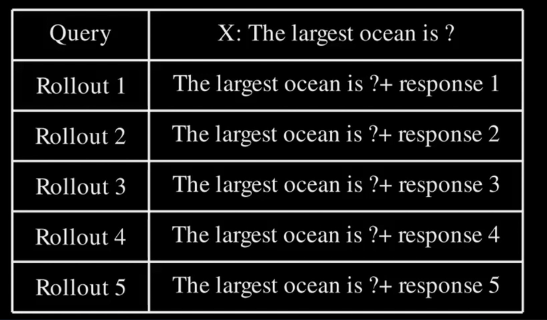 Query X: The largest ocean is ?
Rollout 1 The largest ocean is ?+ response 1
Rollout 2 The largest ocean is ?+ response 2
Rollout 3 The largest ocean is ?+ response 3
Rollout 4 The largest ocean is ?+ response 4
Rollout 5 The largest ocean is ?+ response 5